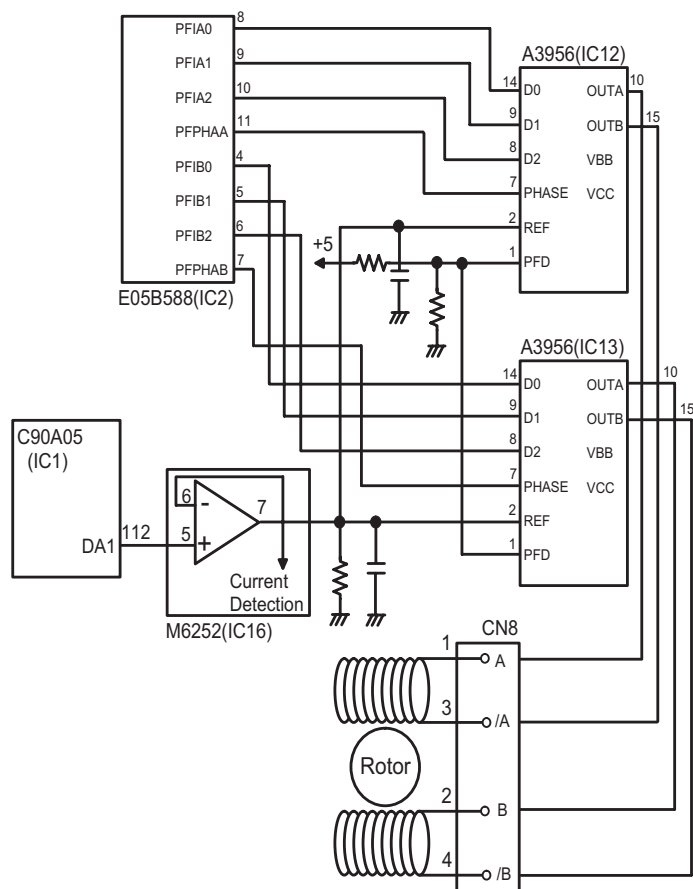 8
PFIA0
9
PFIA1
10
PFIA2
11
PFPHAA
4
PFIB0
5
PFIB1
6
PFIB2
7
PFPHAB
E05B588(IC2)
A3956(IC12)
14 D0 OUTA 10
9 D1 OUTB 15
8 D2 VBB
7 PHASE VCC
2 REF
1 PFD
+5
A3956(IC13)
14 D0 OUTA 10
9 D1 OUTB 15
8 D2 VBB
7 PHASE VCC
2 REF
1 PFD
C90A05
(IC1)
DA1 112
6 -
7
5 +
Current
Detection
M6252(IC16)
CN8
1 A
3 /A
Rotor
2 B
4 /B